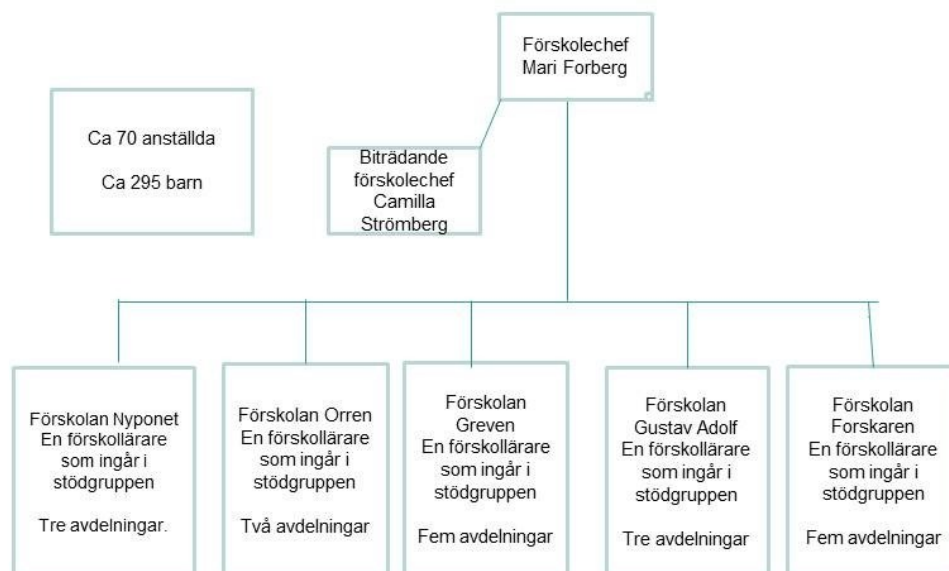 Förskolechef
Mari Forberg
Ca 70 anställda
Ca 295 barn
Biträdande
förskolechef
Camilla
Strömberg
Förskolan Nyponet
En förskollärare
som ingår i
stödgruppen
Tre avdelningar.
Förskolan Orren
En förskollärare
som ingår i
stödgruppen
Två avdelningar
Förskolan
Greven
En förskollärare
som ingår i
stödgruppen
Fem avdelningar
Förskolan
Gustav Adolf
En förskollärare
som ingår i
stödgruppen
Tre avdelningar
Förskolan
Forskaren
En förskollärare
som ingår i
stödgruppen
Fem avdelningar